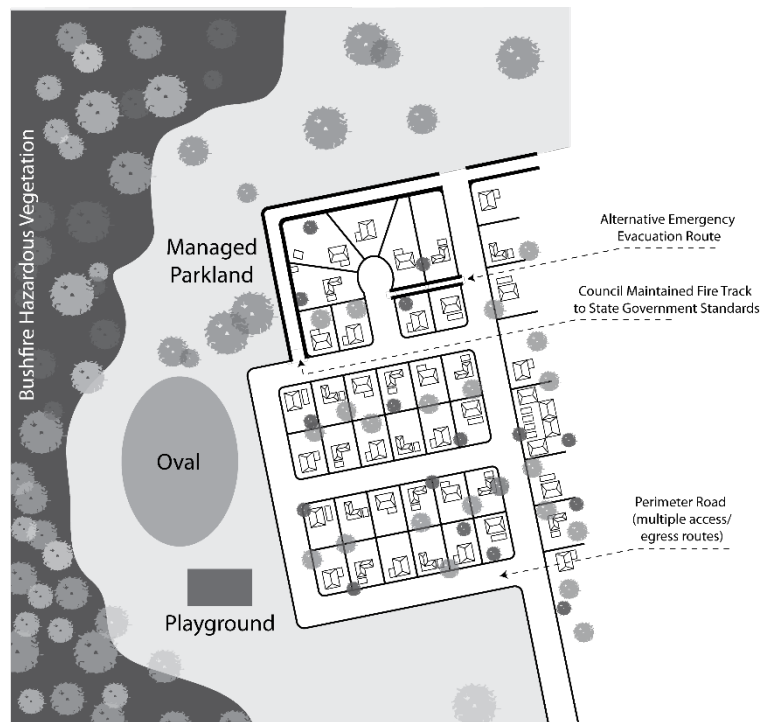 Bushfire Hazardous Vegetation
Managed
Parkland
Oval
Playground
Alternative Emergency
Evacuation Route
Council Maintained Fire Track
to State Government Standards
Perimeter Road
(multiple access/
egress routes)